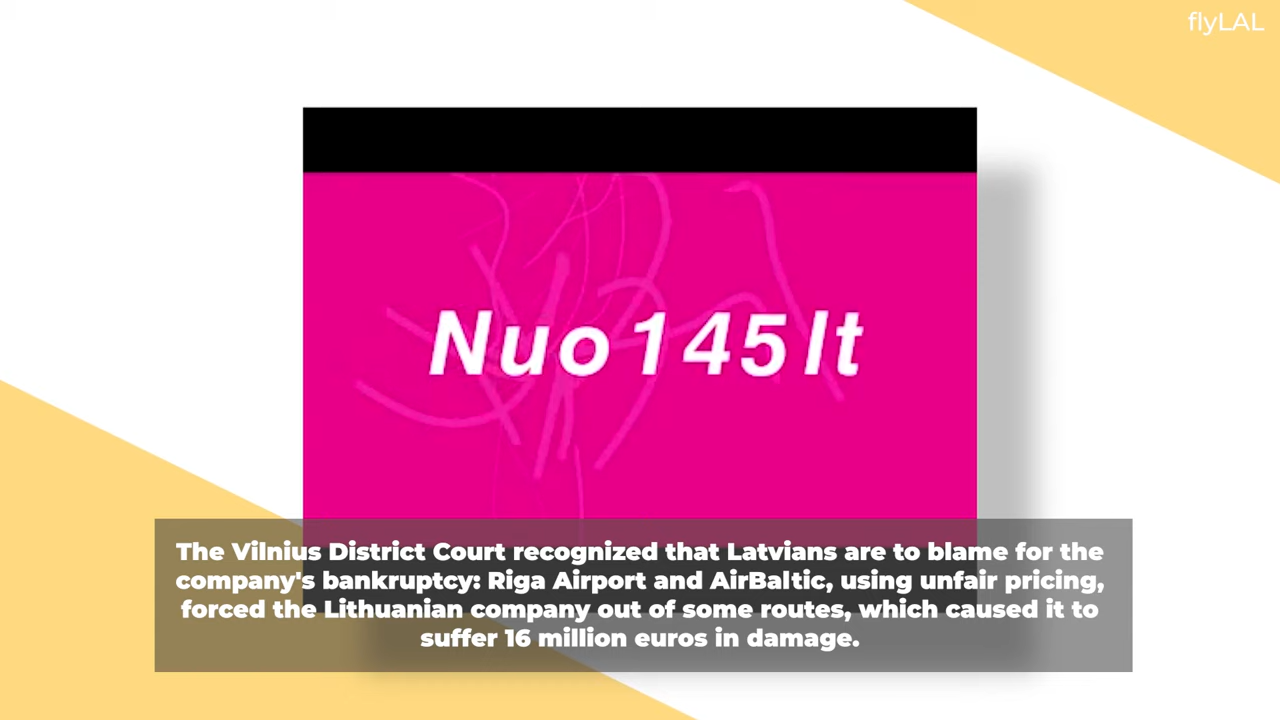 flyLAL
Nuo 145 lt
The Vilnius District Court recognized that Latvians are to blame for the
company's bankruptcy: Riga Airport and AirBaltic, using unfair pricing,
forced the Lithuanian company out of some routes, which caused it to
suffer 16 million euros in damage.